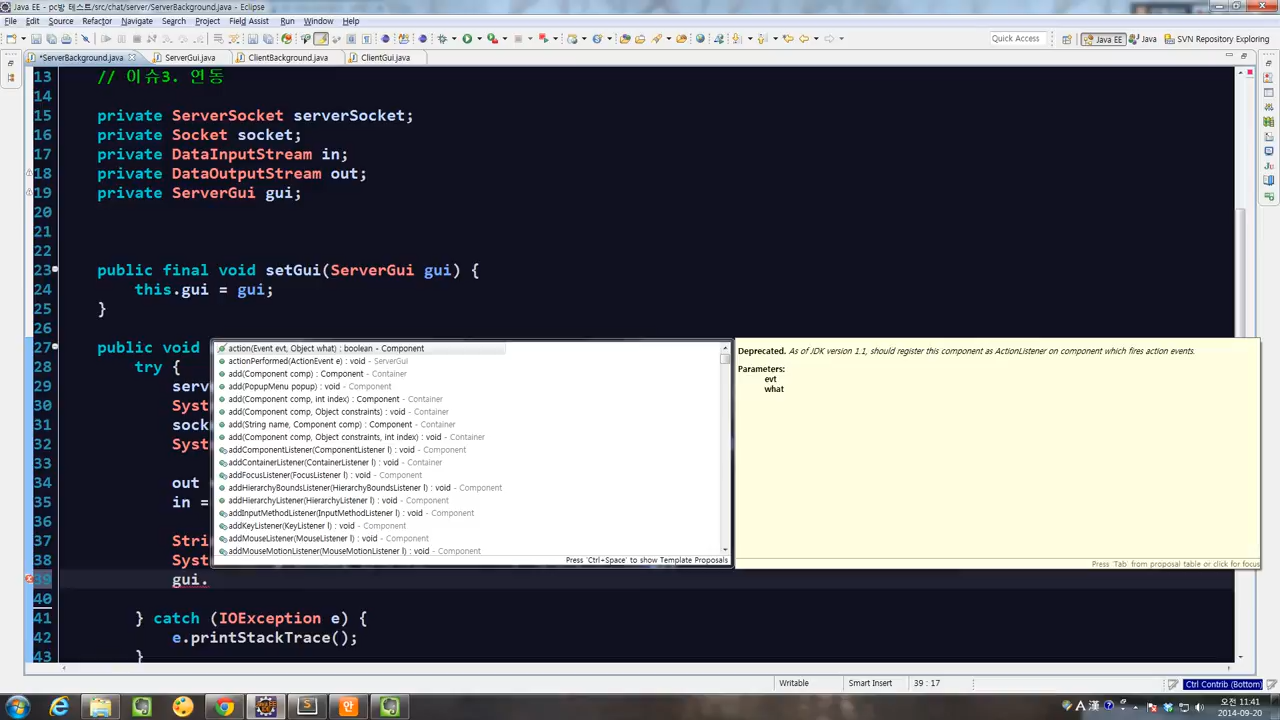 Java EE - pc방 테스트/src/chat/server/ServerBackground.java - Eclipse
File Edit Source Refactor Navigate Search Project Field Assist Run Window Help
Quick Access Java EE Java SVN Repository Exploring
*ServerBackground.java ServerGui.java ClientBackground.java ClientGui.java
13 // 이슈3. 연동
14
15 private ServerSocket serverSocket;
16 private Socket socket;
17 private DataInputStream in;
18 private DataOutputStream out;
19 private ServerGui gui;
20
21
22
23 public final void setGui(ServerGui gui) {
24 this.gui = gui;
25 }
26
27 public void
28 try {
29 serv
30 Syst
31 sock
32 Syst
33
34 out
35 in =
36
37 Stri
38 Syst
39 gui.
40
41 } catch (IOException e) {
42 e.printStackTrace();
43 }
action(Event evt, Object what) : boolean - Component
actionPerformed(ActionEvent e) : void - ServerGui
add(Component comp) : Component - Container
add(PopupMenu popup) : void - Component
add(Component comp, int index) : Component - Container
add(Component comp, Object constraints) : void - Container
add(String name, Component comp) : Component - Container
add(Component comp, Object constraints, int index) : void - Container
addComponentListener(ComponentListener l) : void - Component
addContainerListener(ContainerListener l) : void - Container
addFocusListener(FocusListener l) : void - Component
addHierarchyBoundsListener(HierarchyBoundsListener l) : void - Component
addHierarchyListener(HierarchyListener l) : void - Component
addInputMethodListener(InputMethodListener l) : void - Component
addKeyListener(KeyListener l) : void - Component
addMouseListener(MouseListener l) : void - Component
addMouseMotionListener(MouseMotionListener l) : void - Component
Press 'Ctrl+Space' to show Template Proposals
Deprecated. As of JDK version 1.1, should register this component as ActionListener on component which fires action events.
Parameters:
evt
what
Press 'Tab' from proposal table or click for focus
Writable Smart Insert 39 : 17 Ctrl Contrib (Bottom)
오전 11:41
2014-09-20